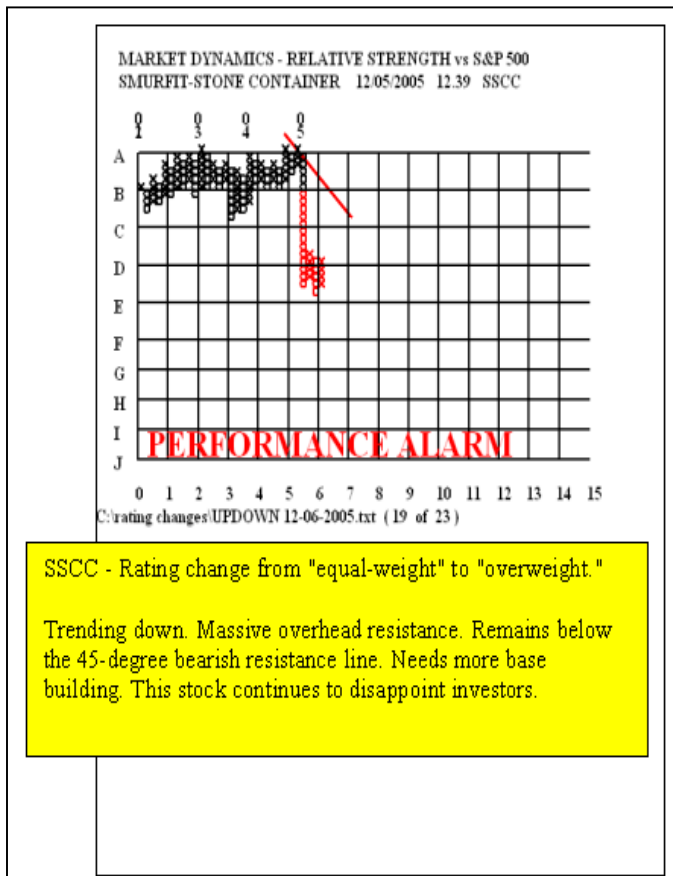 MARKET DYNAMICS - RELATIVE STRENGTH vs S&P 500
SMURFIT-STONE CONTAINER 12/05/2005 12.39 SSCC
0 0 0 0
1 3 4 5
A
B
C
D
E
F
G
H
I
PERFORMANCE ALARM
J
0 1 2 3 4 5 6 7 8 9 10 11 12 13 14 15
C:\rating changes\UPDOWN 12-06-2005.txt ( 19 of 23 )
SSCC - Rating change from "equal-weight" to "overweight."
Trending down. Massive overhead resistance. Remains below
the 45-degree bearish resistance line. Needs more base
building. This stock continues to disappoint investors.